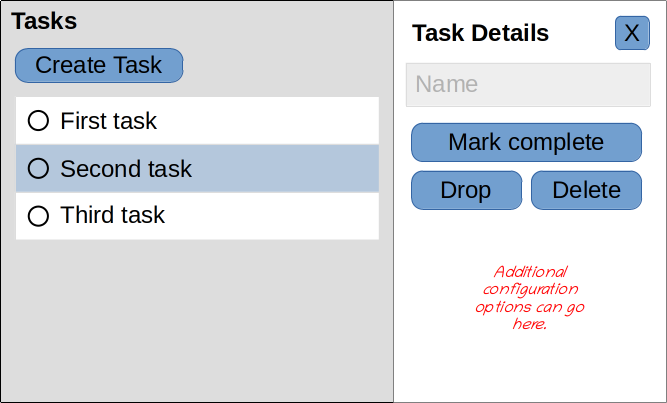 Tasks
Create Task
First task
Second task
Third task
Task Details
X
Name
Mark complete
Drop
Delete
Additional
configuration
options can go
here.